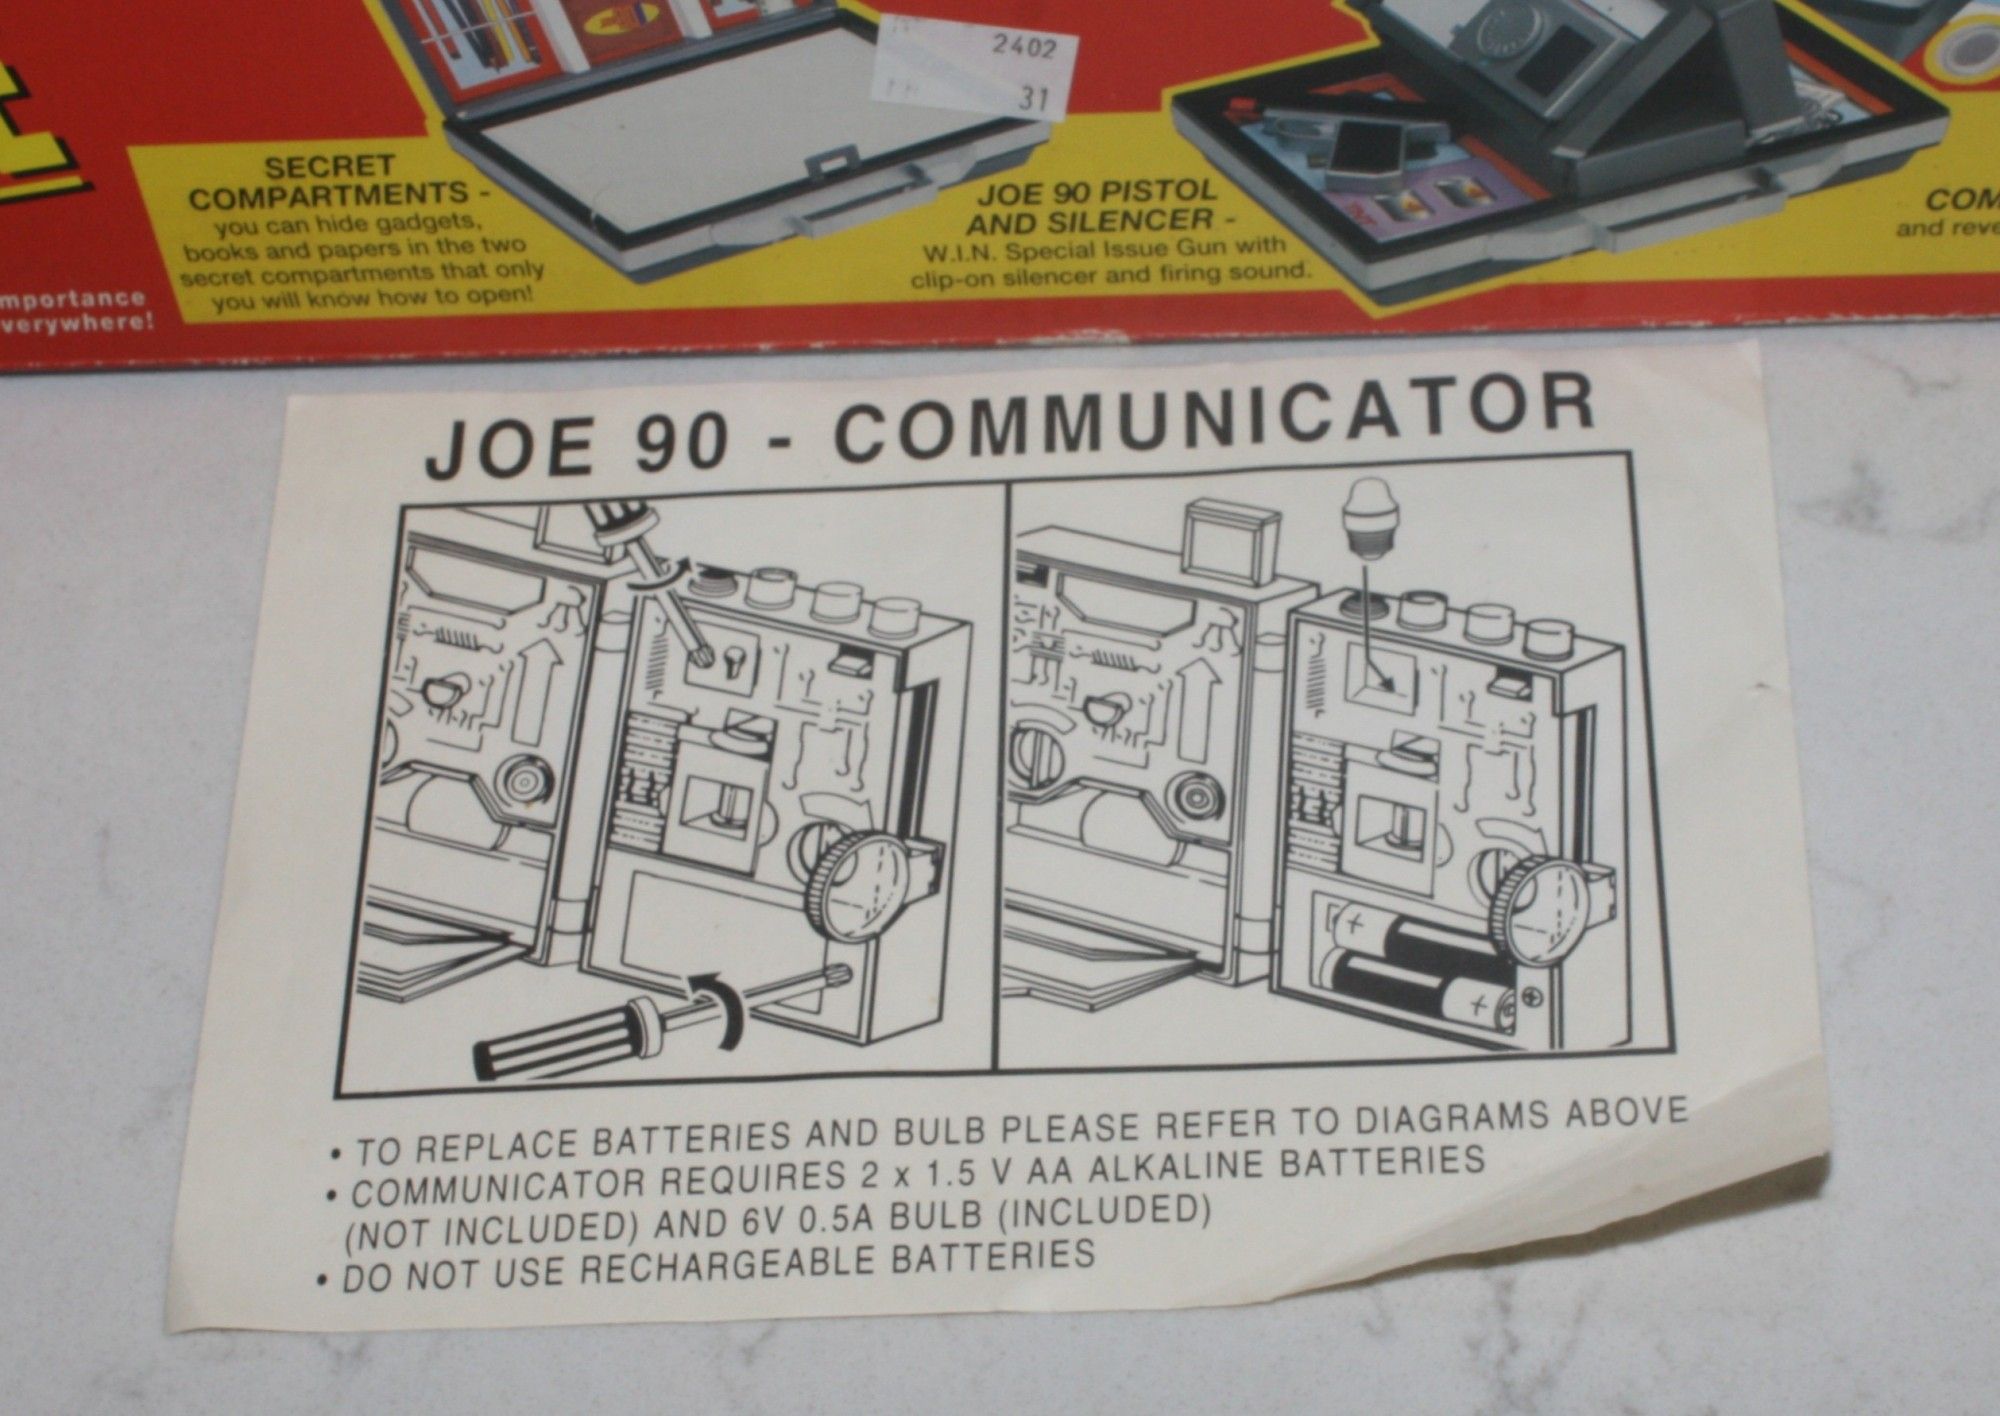 2402
31
SECRET
COMPARTMENTS -
you can hide gadgets,
books and papers in the two
secret compartments that only
you will know how to open!
JOE 90 PISTOL
AND SILENCER -
W.I.N. Special Issue Gun with
clip-on silencer and firing sound.
COM
and reve
mportance
verywhere!
JOE 90 - COMMUNICATOR
+
+
• TO REPLACE BATTERIES AND BULB PLEASE REFER TO DIAGRAMS ABOVE
• COMMUNICATOR REQUIRES 2 x 1.5 V AA ALKALINE BATTERIES
(NOT INCLUDED) AND 6V 0.5A BULB (INCLUDED)
• DO NOT USE RECHARGEABLE BATTERIES